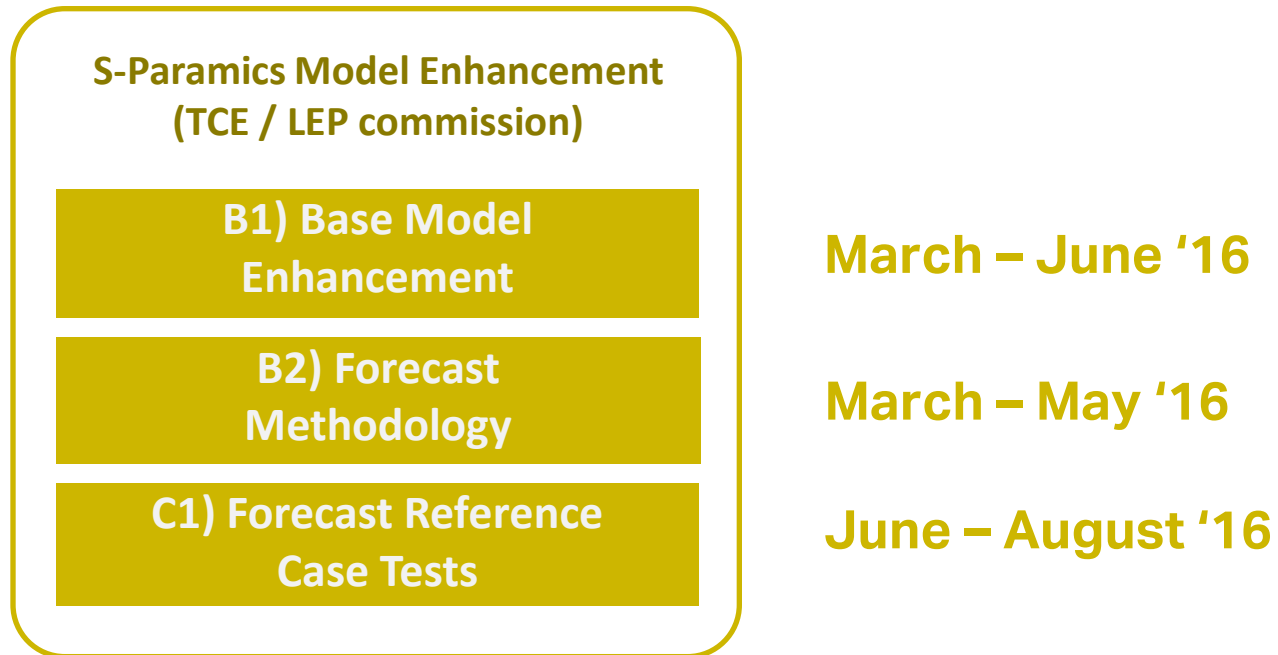 S-Paramics Model Enhancement
(TCE / LEP commission)
B1) Base Model
Enhancement
March – June ‘16
B2) Forecast
Methodology
March – May ‘16
C1) Forecast Reference
Case Tests
June – August ‘16